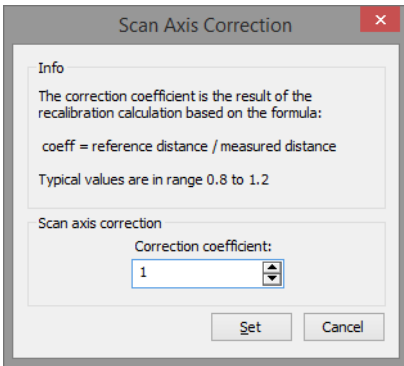 Scan Axis Correction
Info
The correction coefficient is the result of the
recalibration calculation based on the formula:
coeff = reference distance / measured distance
Typical values are in range 0.8 to 1.2
Scan axis correction
Correction coefficient:
1
Set Cancel